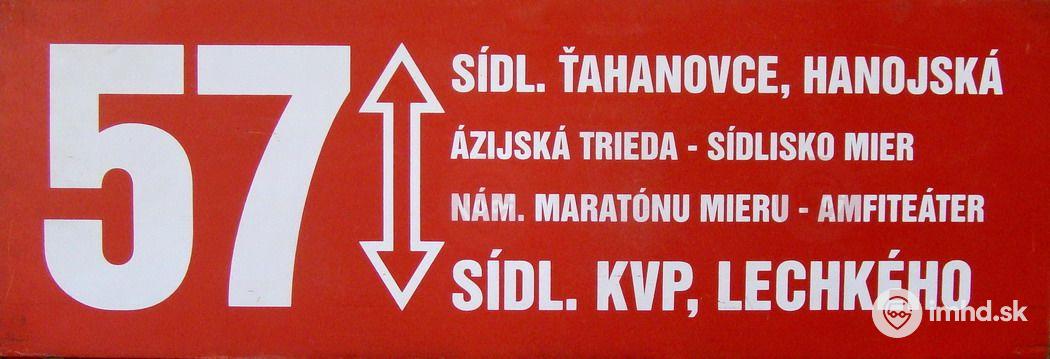 57
SÍDL. ŤAHANOVCE, HANOJSKÁ
ÁZIJSKÁ TRIEDA - SÍDLISKO MIER
NÁM. MARATÓNU MIERU - AMFITEÁTER
SÍDL. KVP, LECHKÉHO
imhd.sk